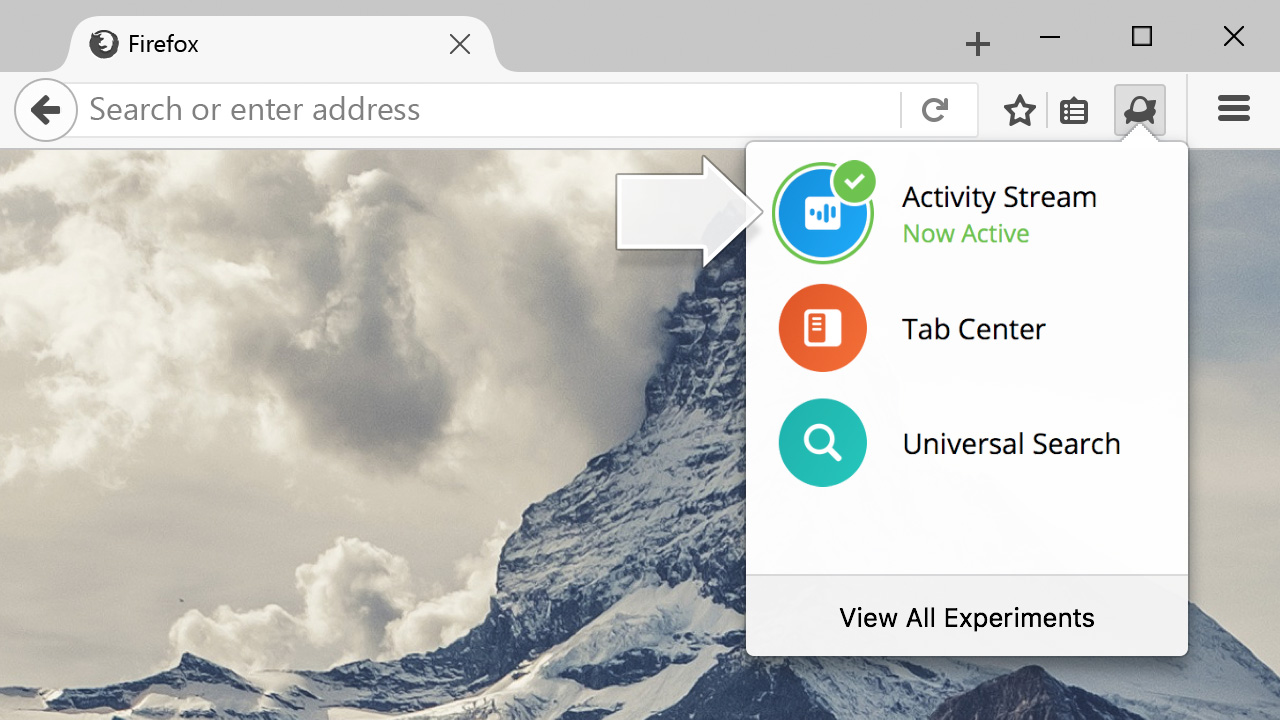 Firefox
Search or enter address
Activity Stream
Now Active
Tab Center
Universal Search
View All Experiments